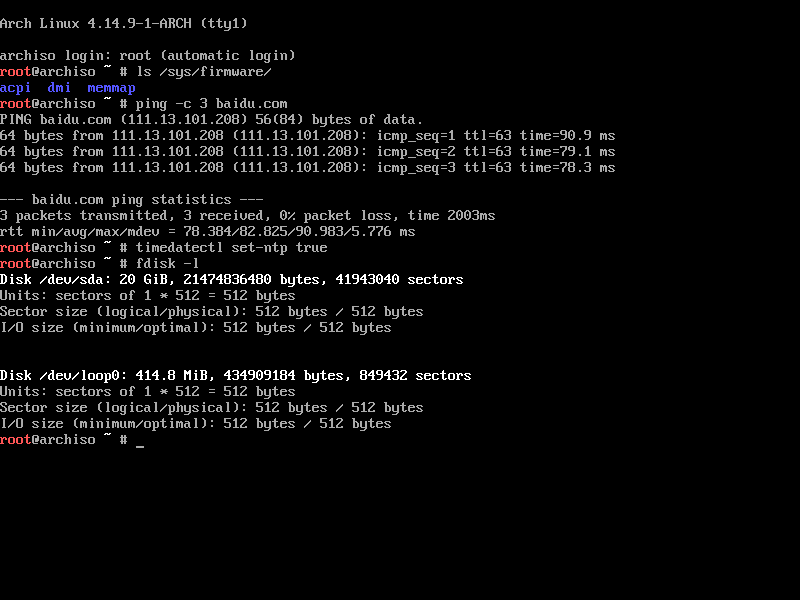 Arch Linux 4.14.9-1-ARCH (tty1)
archiso login: root (automatic login)
root@archiso ~ # ls /sys/firmware/
acpi  dmi  memmap
root@archiso ~ # ping -c 3 baidu.com
PING baidu.com (111.13.101.208) 56(84) bytes of data.
64 bytes from 111.13.101.208 (111.13.101.208): icmp_seq=1 ttl=63 time=90.9 ms
64 bytes from 111.13.101.208 (111.13.101.208): icmp_seq=2 ttl=63 time=79.1 ms
64 bytes from 111.13.101.208 (111.13.101.208): icmp_seq=3 ttl=63 time=78.3 ms
--- baidu.com ping statistics ---
3 packets transmitted, 3 received, 0% packet loss, time 2003ms
rtt min/avg/max/mdev = 78.384/82.825/90.983/5.776 ms
root@archiso ~ # timedatectl set-ntp true
root@archiso ~ # fdisk -l
Disk /dev/sda: 20 GiB, 21474836480 bytes, 41943040 sectors
Units: sectors of 1 * 512 = 512 bytes
Sector size (logical/physical): 512 bytes / 512 bytes
I/O size (minimum/optimal): 512 bytes / 512 bytes
Disk /dev/loop0: 414.8 MiB, 434909184 bytes, 849432 sectors
Units: sectors of 1 * 512 = 512 bytes
Sector size (logical/physical): 512 bytes / 512 bytes
I/O size (minimum/optimal): 512 bytes / 512 bytes
root@archiso ~ # _